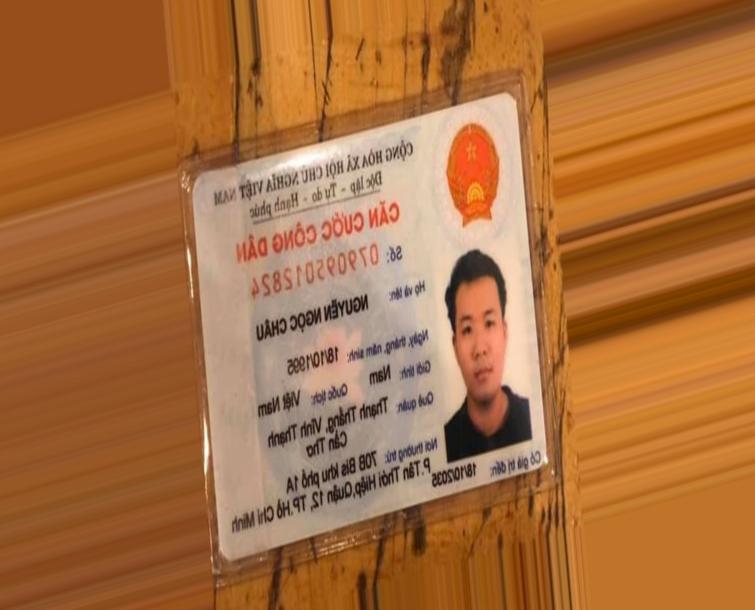 CỘNG HÒA XÃ HỘI CHỦ NGHĨA VIỆT NAM
Độc lập - Tự do - Hạnh phúc
CĂN CƯỚC CÔNG DÂN
Số: 079095012824
Họ và tên: NGUYỄN NGỌC CHÂU
Ngày, tháng, năm sinh: 18/10/1995
Giới tính: Nam Quốc tịch: Việt Nam
Quê quán: Thạnh Thắng, Vĩnh Thạnh
Cần Thơ
Nơi thường trú: 70B Bis khu phố 1A
P.Tân Thới Hiệp,Quận 12, TP.Hồ Chí Minh
Có giá trị đến: 18/10/2035